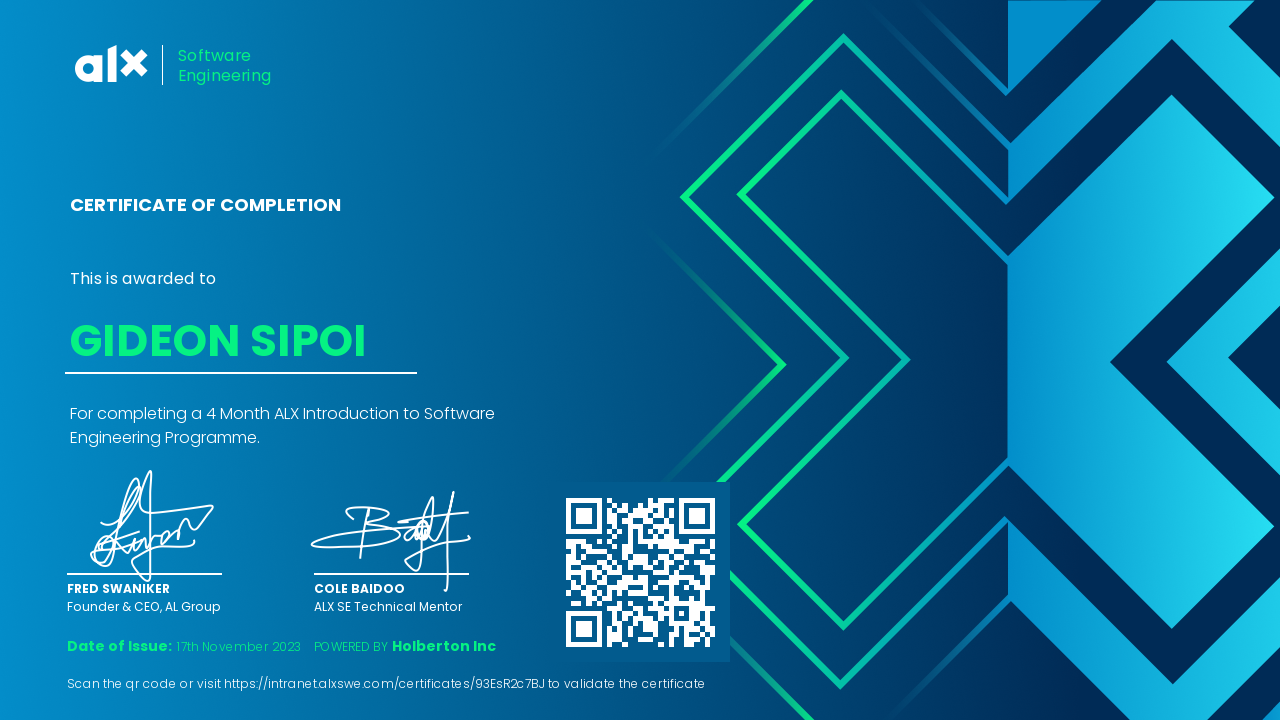 alx
Software
Engineering
CERTIFICATE OF COMPLETION
This is awarded to
GIDEON SIPOI
For completing a 4 Month ALX Introduction to Software
Engineering Programme.
FRED SWANIKER
Founder & CEO, AL Group
COLE BAIDOO
ALX SE Technical Mentor
Date of Issue: 17th November 2023 POWERED BY Holberton Inc
Scan the qr code or visit https://intranet.alxswe.com/certificates/93EsR2c7BJ to validate the certificate